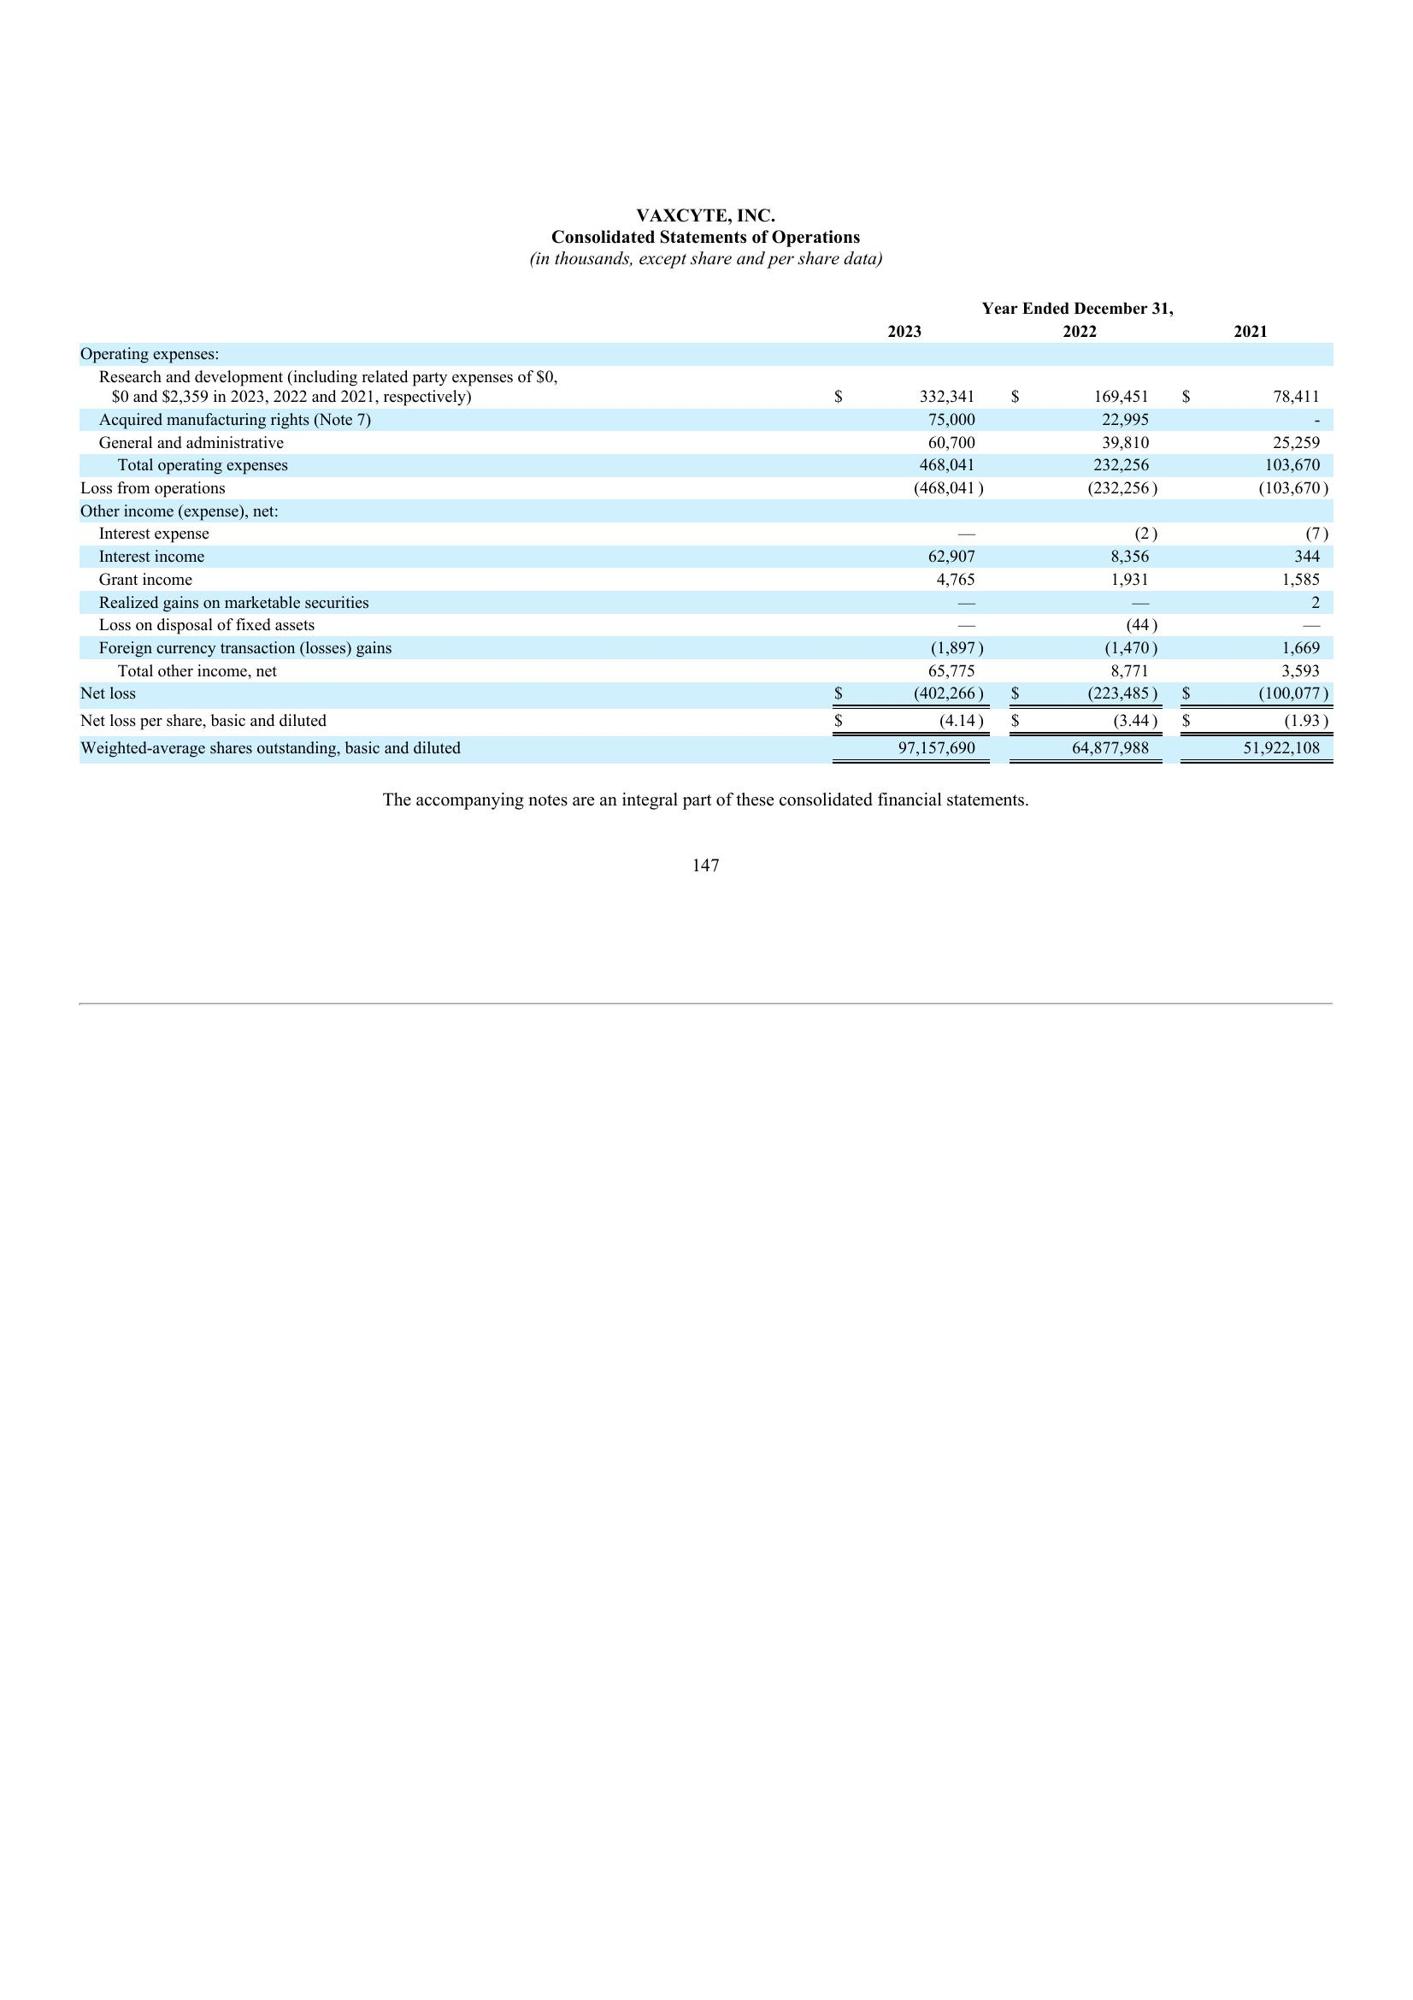 VAXCYTE, INC.
Consolidated Statements of Operations
(in thousands, except share and per share data)
Year Ended December 31,
2023 2022 2021
Operating expenses:
Research and development (including related party expenses of $0,
$0 and $2,359 in 2023, 2022 and 2021, respectively) $ 332,341 $ 169,451 $ 78,411
Acquired manufacturing rights (Note 7) 75,000 22,995 -
General and administrative 60,700 39,810 25,259
Total operating expenses 468,041 232,256 103,670
Loss from operations (468,041 ) (232,256 ) (103,670 )
Other income (expense), net:
Interest expense — (2 ) (7 )
Interest income 62,907 8,356 344
Grant income 4,765 1,931 1,585
Realized gains on marketable securities — — 2
Loss on disposal of fixed assets — (44 ) —
Foreign currency transaction (losses) gains (1,897 ) (1,470 ) 1,669
Total other income, net 65,775 8,771 3,593
Net loss $ (402,266 ) $ (223,485 ) $ (100,077 )
Net loss per share, basic and diluted $ (4.14 ) $ (3.44 ) $ (1.93 )
Weighted-average shares outstanding, basic and diluted 97,157,690 64,877,988 51,922,108
The accompanying notes are an integral part of these consolidated financial statements.
147